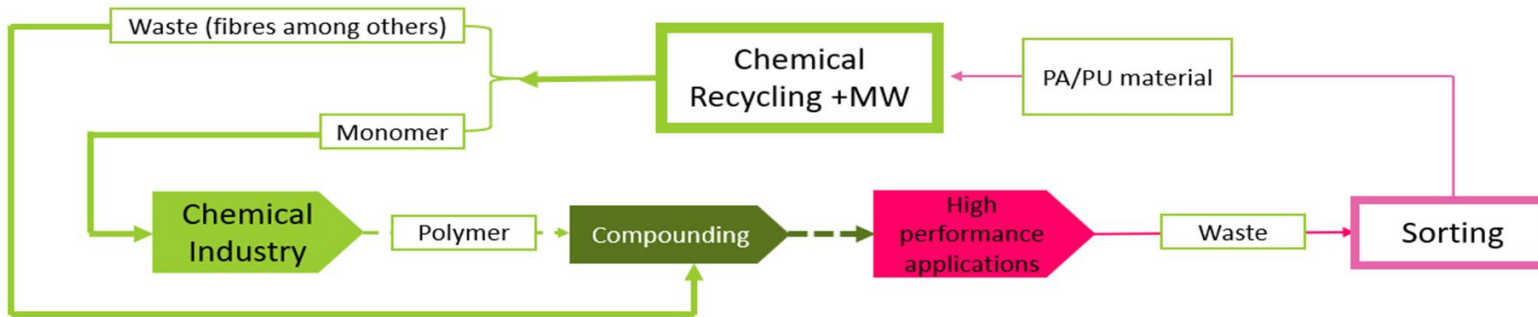 Waste (fibres among others)
Chemical
Recycling +MW
PA/PU material
Monomer
Chemical
Industry
Polymer
Compounding
High
performance
applications
Waste
Sorting